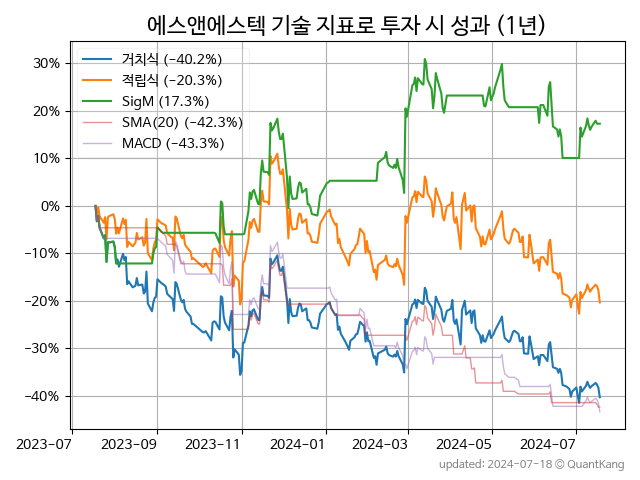 에스앤에스텍 기술 지표로 투자 시 성과 (1년)
거치식 (−40.2%)
적립식 (−20.3%)
SigM (17.3%)
SMA(20) (−42.3%)
MACD (−43.3%)
30%
20%
10%
0%
−10%
−20%
−30%
−40%
2023-07 2023-09 2023-11 2024-01 2024-03 2024-05 2024-07
updated: 2024-07-18 © QuantKang